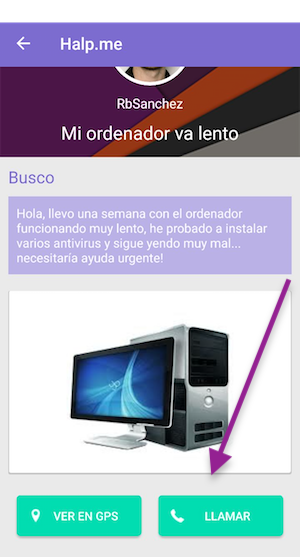 Halp.me
RbSanchez
Mi ordenador va lento
Busco
Hola, llevo una semana con el ordenador
funcionando muy lento, he probado a instalar
varios antivirus y sigue yendo muy mal...
necesitaría ayuda urgente!
VER EN GPS
LLAMAR